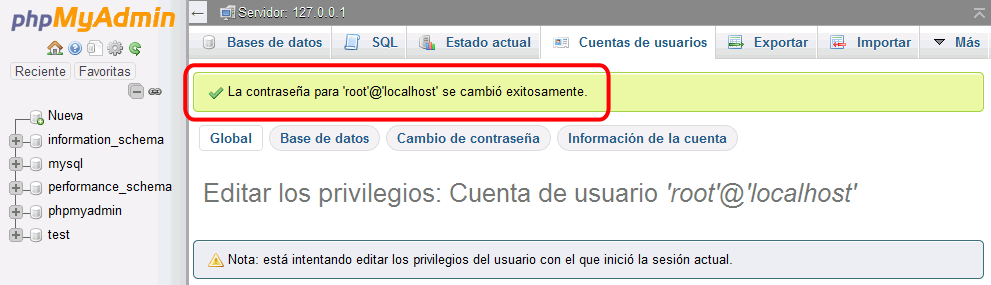 phpMyAdmin
Reciente Favoritas
Nueva
information_schema
mysql
performance_schema
phpmyadmin
test
Servidor: 127.0.0.1
Bases de datos SQL Estado actual Cuentas de usuarios Exportar Importar Más
La contraseña para 'root'@'localhost' se cambió exitosamente.
Global Base de datos Cambio de contraseña Información de la cuenta
Editar los privilegios: Cuenta de usuario 'root'@'localhost'
Nota: está intentando editar los privilegios del usuario con el que inició la sesión actual.